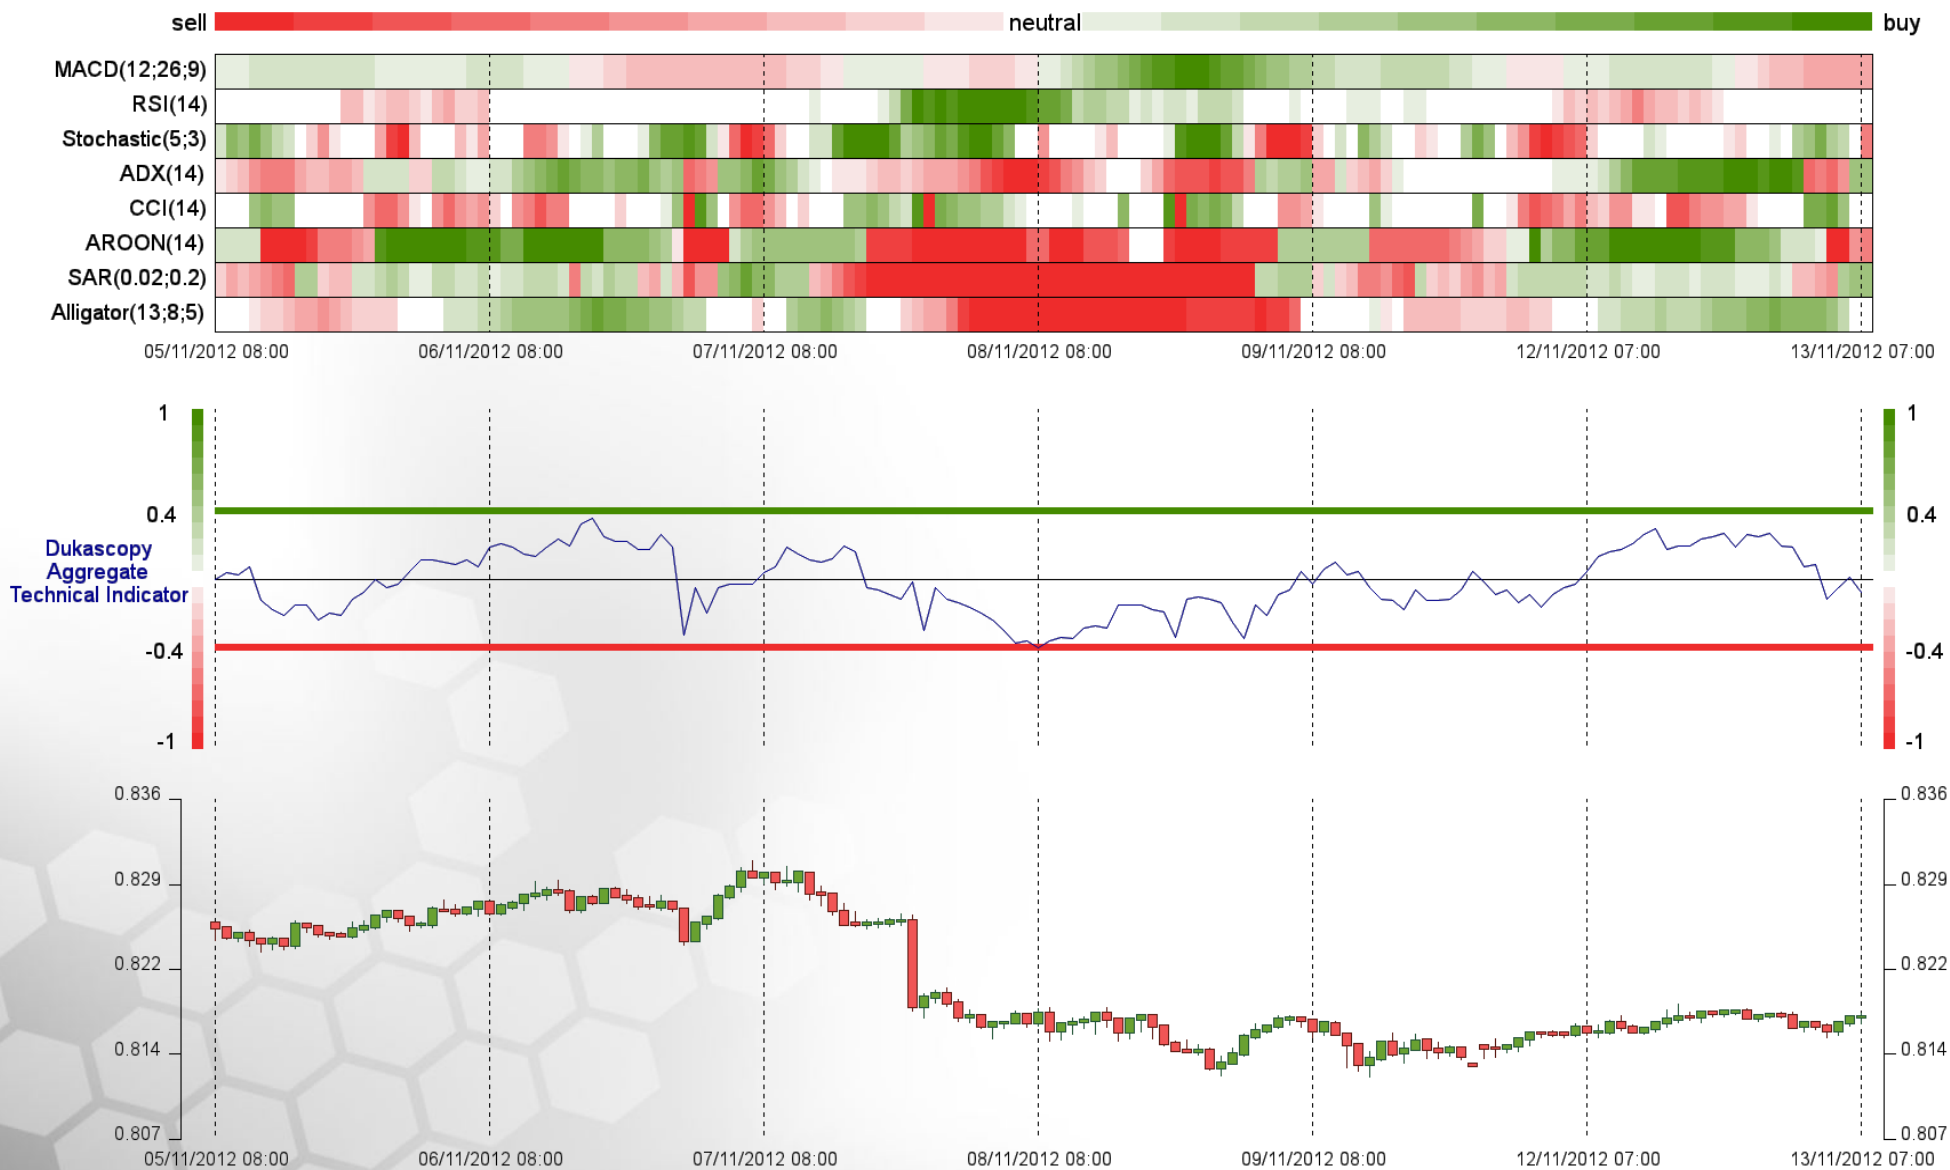 sell neutral buy
MACD(12;26;9)
RSI(14)
Stochastic(5;3)
ADX(14)
CCI(14)
AROON(14)
SAR(0.02;0.2)
Alligator(13;8;5)
05/11/2012 08:00 06/11/2012 08:00 07/11/2012 08:00 08/11/2012 08:00 09/11/2012 08:00 12/11/2012 07:00 13/11/2012 07:00
1 1
0.4 0.4
Dukascopy
Aggregate
Technical Indicator
-0.4 -0.4
-1 -1
0.836 0.836
0.829 0.829
0.822 0.822
0.814 0.814
0.807 0.807
05/11/2012 08:00 06/11/2012 08:00 07/11/2012 08:00 08/11/2012 08:00 09/11/2012 08:00 12/11/2012 07:00 13/11/2012 07:00